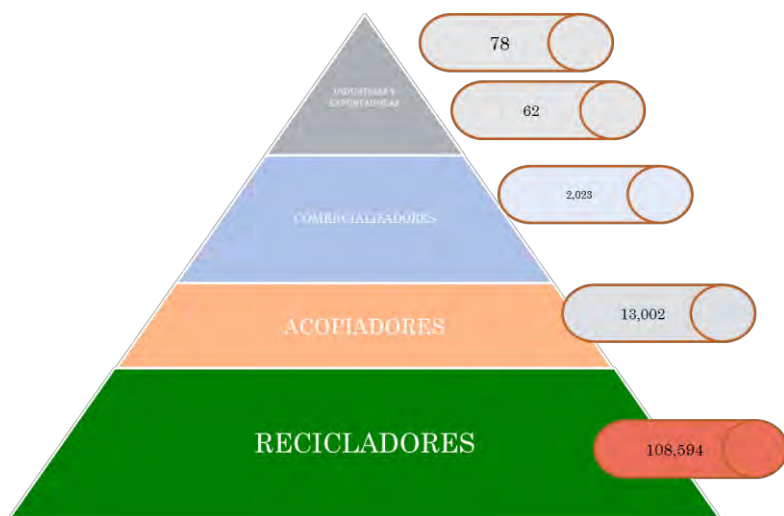 78
INDUSTRIAS Y
EXPORTADORAS
62
COMERCIALIZADORES
2,023
ACOPIADORES
13,002
RECICLADORES
108,594